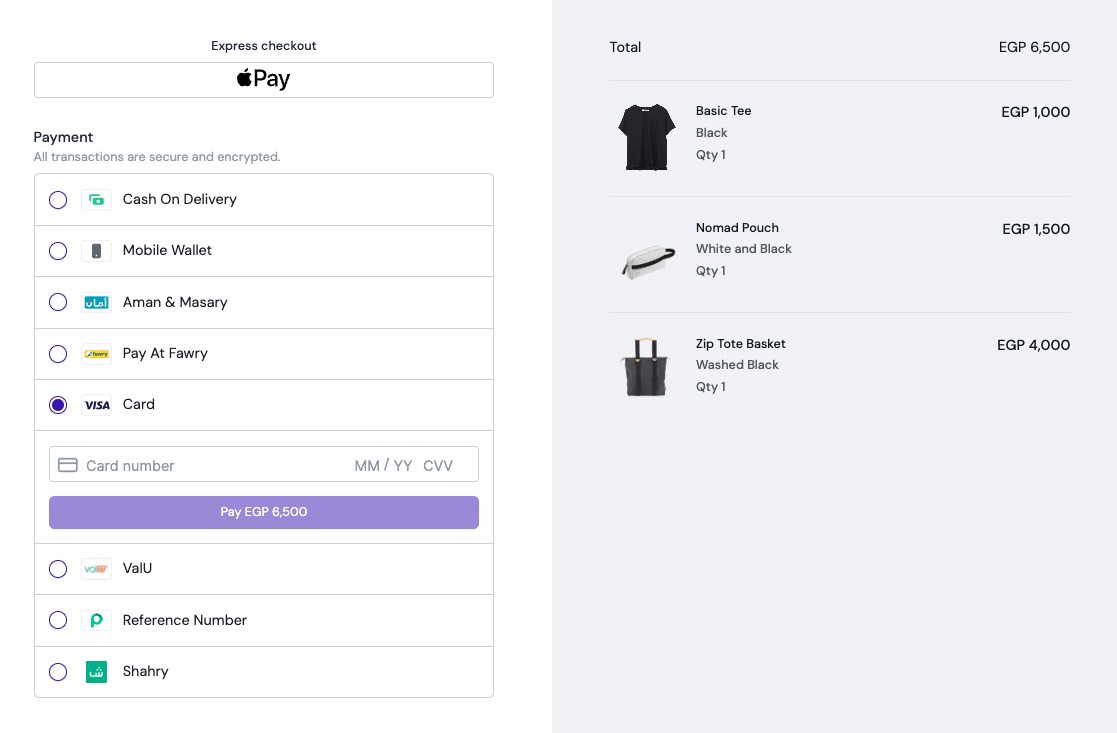 Express checkout
Pay
Payment
All transactions are secure and encrypted.
Cash On Delivery
Mobile Wallet
أمان Aman & Masary
fawry Pay At Fawry
VISA Card
Card number MM / YY CVV
Pay EGP 6,500
valU ValU
Reference Number
ش Shahry
Total EGP 6,500
Basic Tee EGP 1,000
Black
Qty 1
Nomad Pouch EGP 1,500
White and Black
Qty 1
Zip Tote Basket EGP 4,000
Washed Black
Qty 1